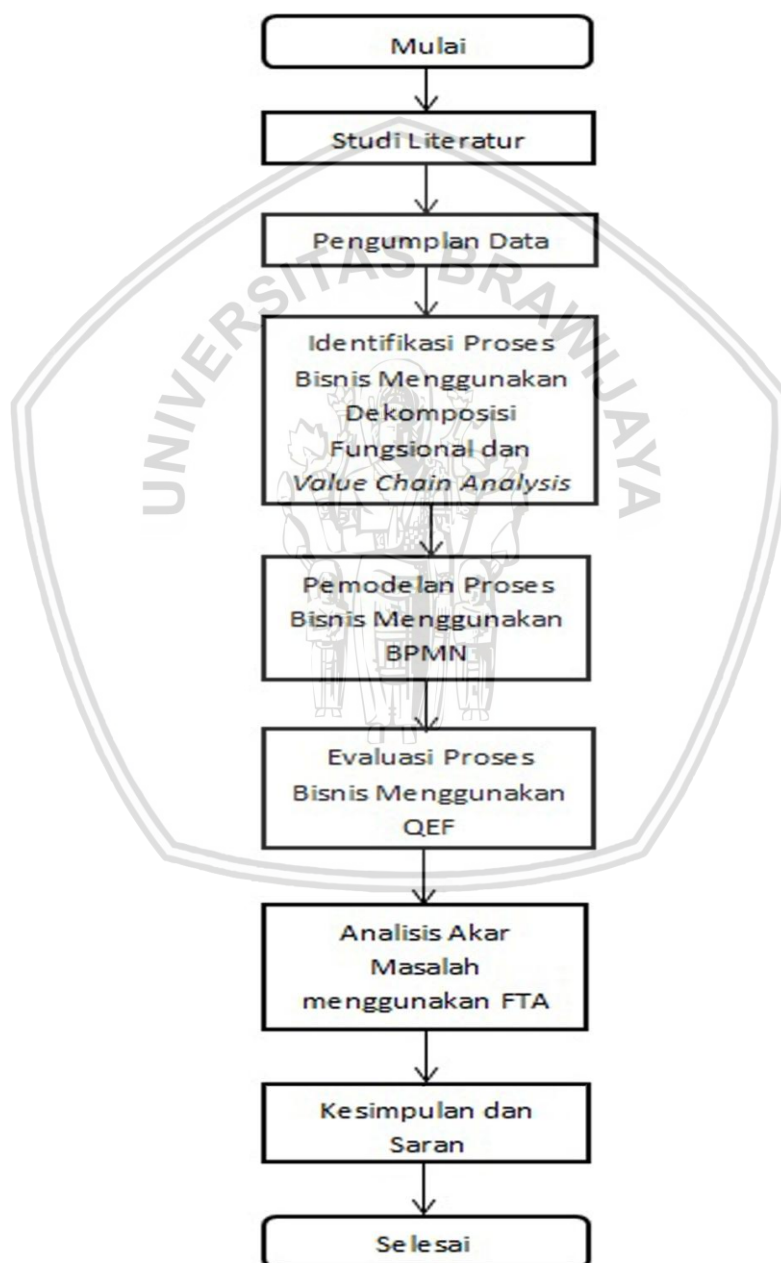 Mulai
Studi Literatur
Pengumplan Data
UNIVERSITAS BRAWIJAYA
Identifikasi Proses
Bisnis Menggunakan
Dekomposisi
Fungsional dan
Value Chain Analysis
Pemodelan Proses
Bisnis Menggunakan
BPMN
Evaluasi Proses
Bisnis Menggunakan
QEF
Analisis Akar
Masalah
menggunakan FTA
Kesimpulan dan
Saran
Selesai